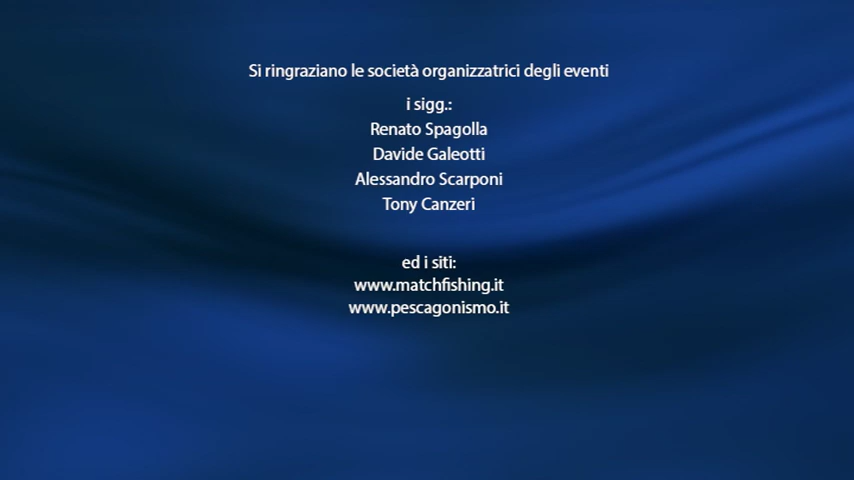 Si ringraziano le società organizzatrici degli eventi
i sigg.:
Renato Spagolla
Davide Galeotti
Alessandro Scarponi
Tony Canzeri
ed i siti:
www.matchfishing.it
www.pescagonismo.it